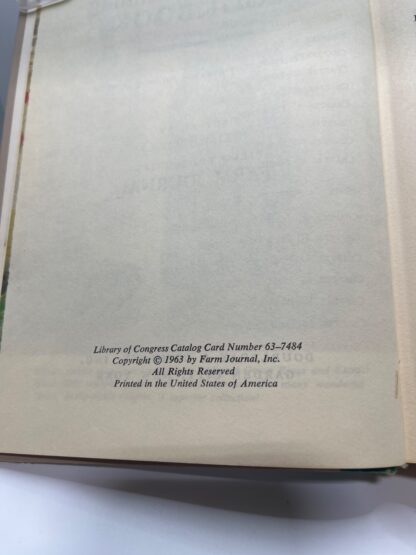 Library of Congress Catalog Card Number 63–7484
Copyright © 1963 by Farm Journal, Inc.
All Rights Reserved
Printed in the United States of America